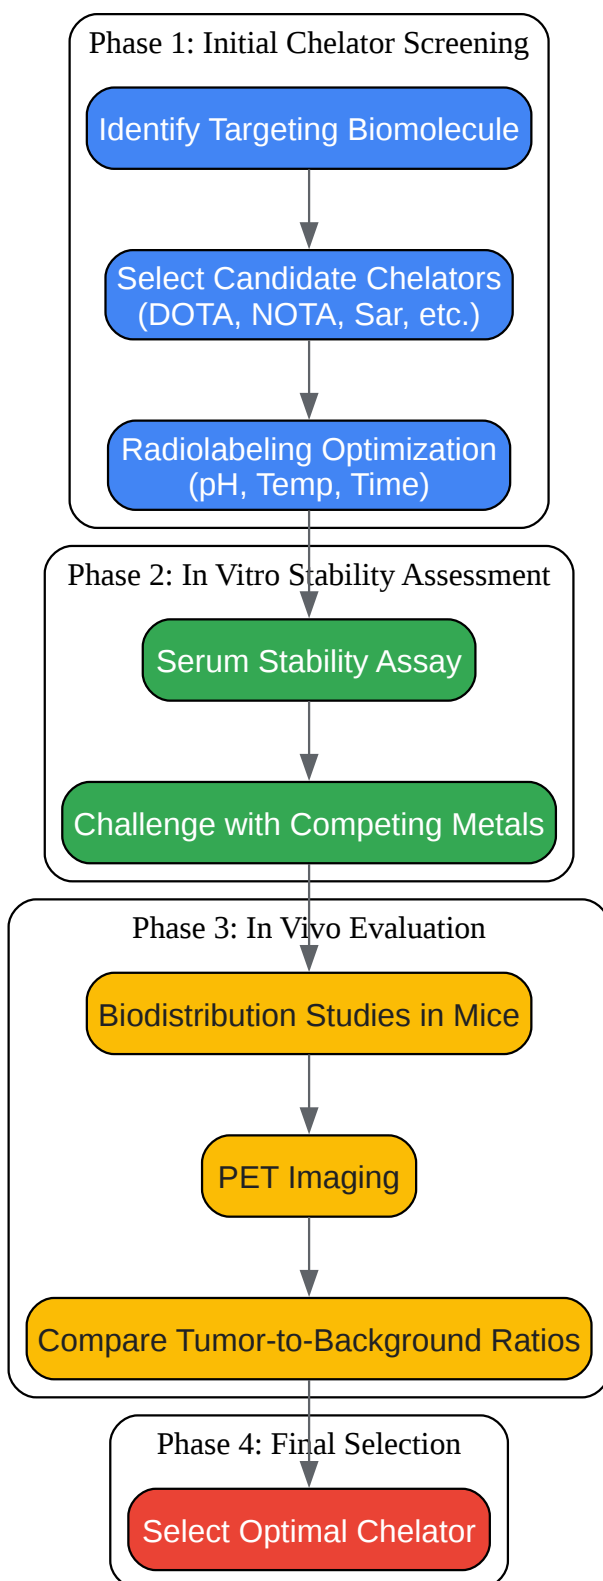 Phase 1: Initial Chelator Screening
Identify Targeting Biomolecule
Select Candidate Chelators
(DOTA, NOTA, Sar, etc.)
Radiolabeling Optimization
(pH, Temp, Time)
Phase 2: In Vitro Stability Assessment
Serum Stability Assay
Challenge with Competing Metals
Phase 3: In Vivo Evaluation
Biodistribution Studies in Mice
PET Imaging
Compare Tumor-to-Background Ratios
Phase 4: Final Selection
Select Optimal Chelator